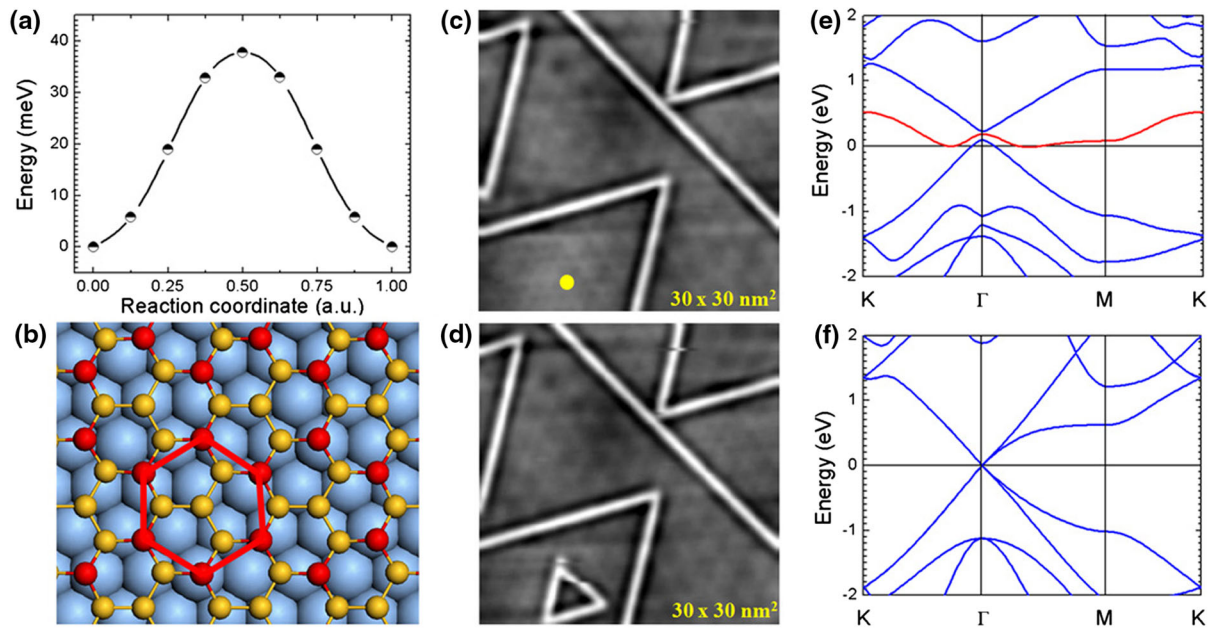 (a)
Energy (meV)
40
30
20
10
0
0.00 0.25 0.50 0.75 1.00
Reaction coordinate (a.u.)
(b)
(c)
30 x 30 nm²
(d)
30 x 30 nm²
(e)
Energy (eV)
2
1
0
-1
-2
K Γ M K
(f)
Energy (eV)
2
1
0
-1
-2
K Γ M K